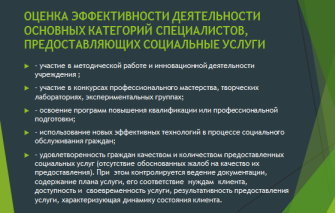 ОЦЕНКА ЭФФЕКТИВНОСТИ ДЕЯТЕЛЬНОСТИ
ОСНОВНЫХ КАТЕГОРИЙ СПЕЦИАЛИСТОВ,
ПРЕДОСТАВЛЯЮЩИХ СОЦИАЛЬНЫЕ УСЛУГИ
- участие в методической работе и инновационной деятельности
учреждения ;
- участие в конкурсах профессионального мастерства, творческих
лабораториях, экспериментальных группах;
- освоение программ повышения квалификации или профессиональной
подготовки;
- использование новых эффективных технологий в процессе социального
обслуживания граждан;
- удовлетворенность граждан качеством и количеством предоставленных
социальных услуг (отсутствие обоснованных жалоб на качество их
предоставления). При этом контролируется ведение документации,
содержание плана услуги, его соответствие нуждам клиента,
доступность и своевременность услуги, результативность предоставления
услуги, характеризующая динамику состояния клиента.